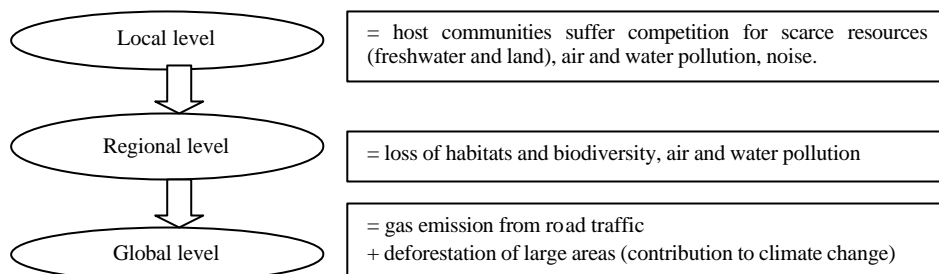 Local level
= host communities suffer competition for scarce resources
(freshwater and land), air and water pollution, noise.
Regional level
= loss of habitats and biodiversity, air and water pollution
= gas emission from road traffic
Global level
+ deforestation of large areas (contribution to climate change)